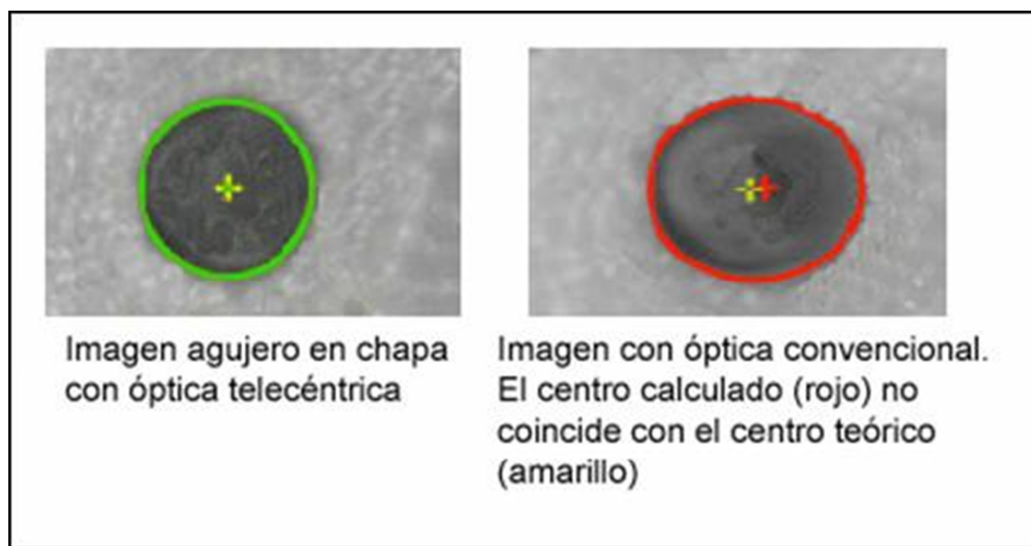 Imagen agujero en chapa
con óptica telecéntrica
Imagen con óptica convencional.
El centro calculado (rojo) no
coincide con el centro teórico
(amarillo)